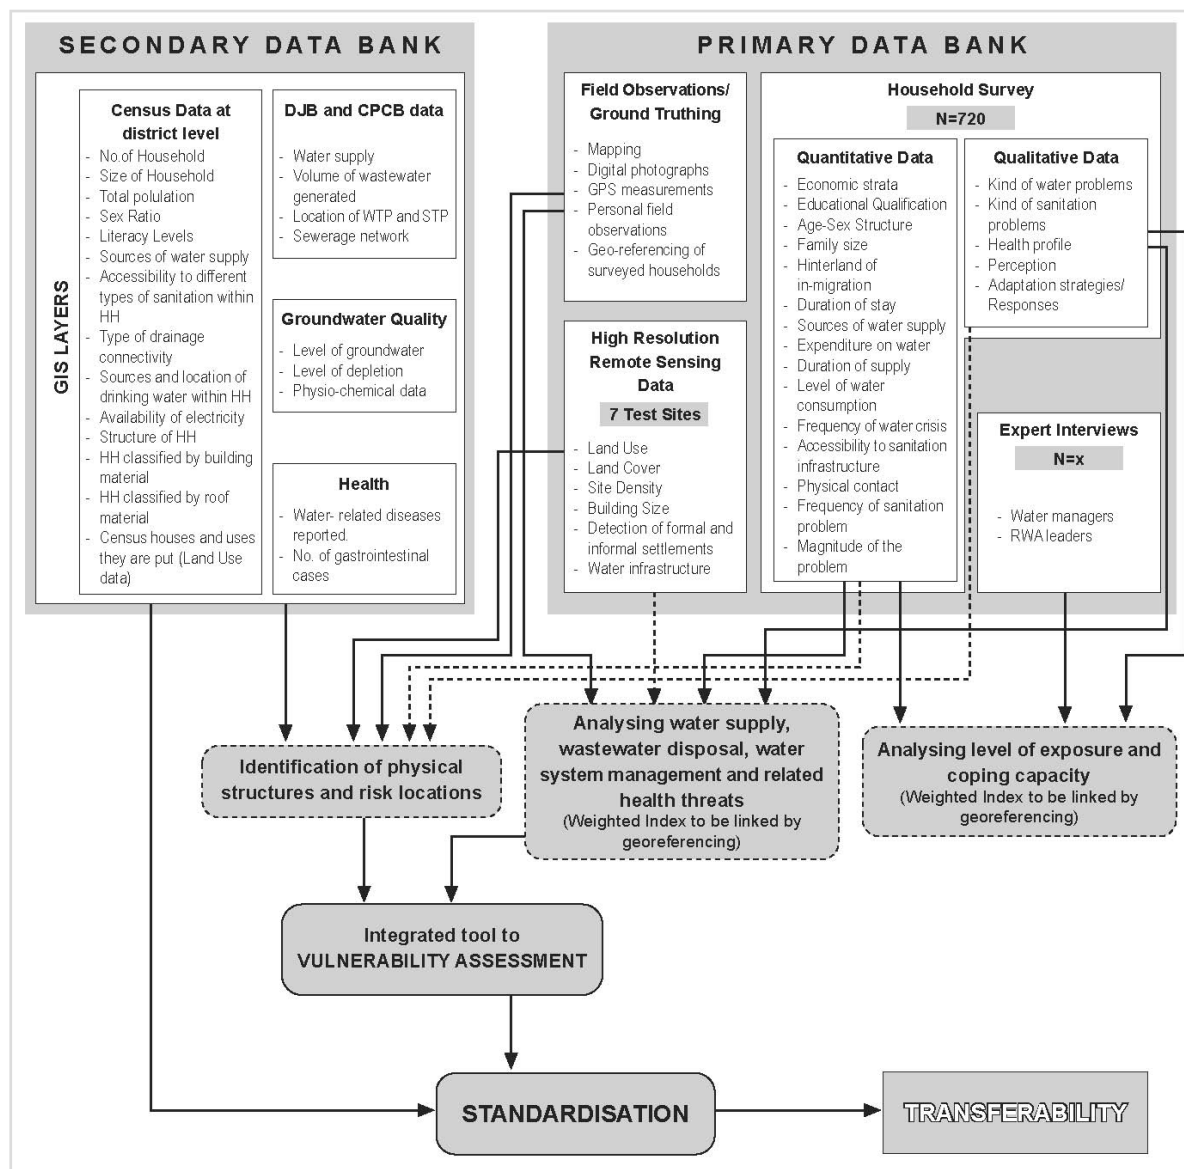 SECONDARY DATA BANK
GIS LAYERS
Census Data at
district level
- No.of Household
- Size of Household
- Total polulation
- Sex Ratio
- Literacy Levels
- Sources of water supply
- Accessibility to different
types of sanitation within
HH
- Type of drainage
connectivity
- Sources and location of
drinking water within HH
- Availability of electricity
- Structure of HH
- HH classified by building
material
- HH classified by roof
material
- Census houses and uses
they are put (Land Use
data)
DJB and CPCB data
- Water supply
- Volume of wastewater
generated
- Location of WTP and STP
- Sewerage network
Groundwater Quality
- Level of groundwater
- Level of depletion
- Physio-chemical data
Health
- Water- related diseases
reported.
- No. of gastrointestinal
cases
PRIMARY DATA BANK
Field Observations/
Ground Truthing
- Mapping
- Digital photographs
- GPS measurements
- Personal field
observations
- Geo-referencing of
surveyed households
High Resolution
Remote Sensing
Data
7 Test Sites
- Land Use
- Land Cover
- Site Density
- Building Size
- Detection of formal and
informal settlements
- Water infrastructure
Household Survey
N=720
Quantitative Data
- Economic strata
- Educational Qualification
- Age-Sex Structure
- Family size
- Hinterland of
in-migration
- Duration of stay
- Sources of water supply
- Expenditure on water
- Duration of supply
- Level of water
consumption
- Frequency of water crisis
- Accessibility to sanitation
infrastructure
- Physical contact
- Frequency of sanitation
problem
- Magnitude of the
problem
Qualitative Data
- Kind of water problems
- Kind of sanitation
problems
- Health profile
- Perception
- Adaptation strategies/
Responses
Expert Interviews
N=x
- Water managers
- RWA leaders
Identification of physical
structures and risk locations
Analysing water supply,
wastewater disposal, water
system management and related
health threats
(Weighted Index to be linked by
georeferencing)
Analysing level of exposure and
coping capacity
(Weighted Index to be linked by
georeferencing)
Integrated tool to
VULNERABILITY ASSESSMENT
STANDARDISATION
TRANSFERABILITY